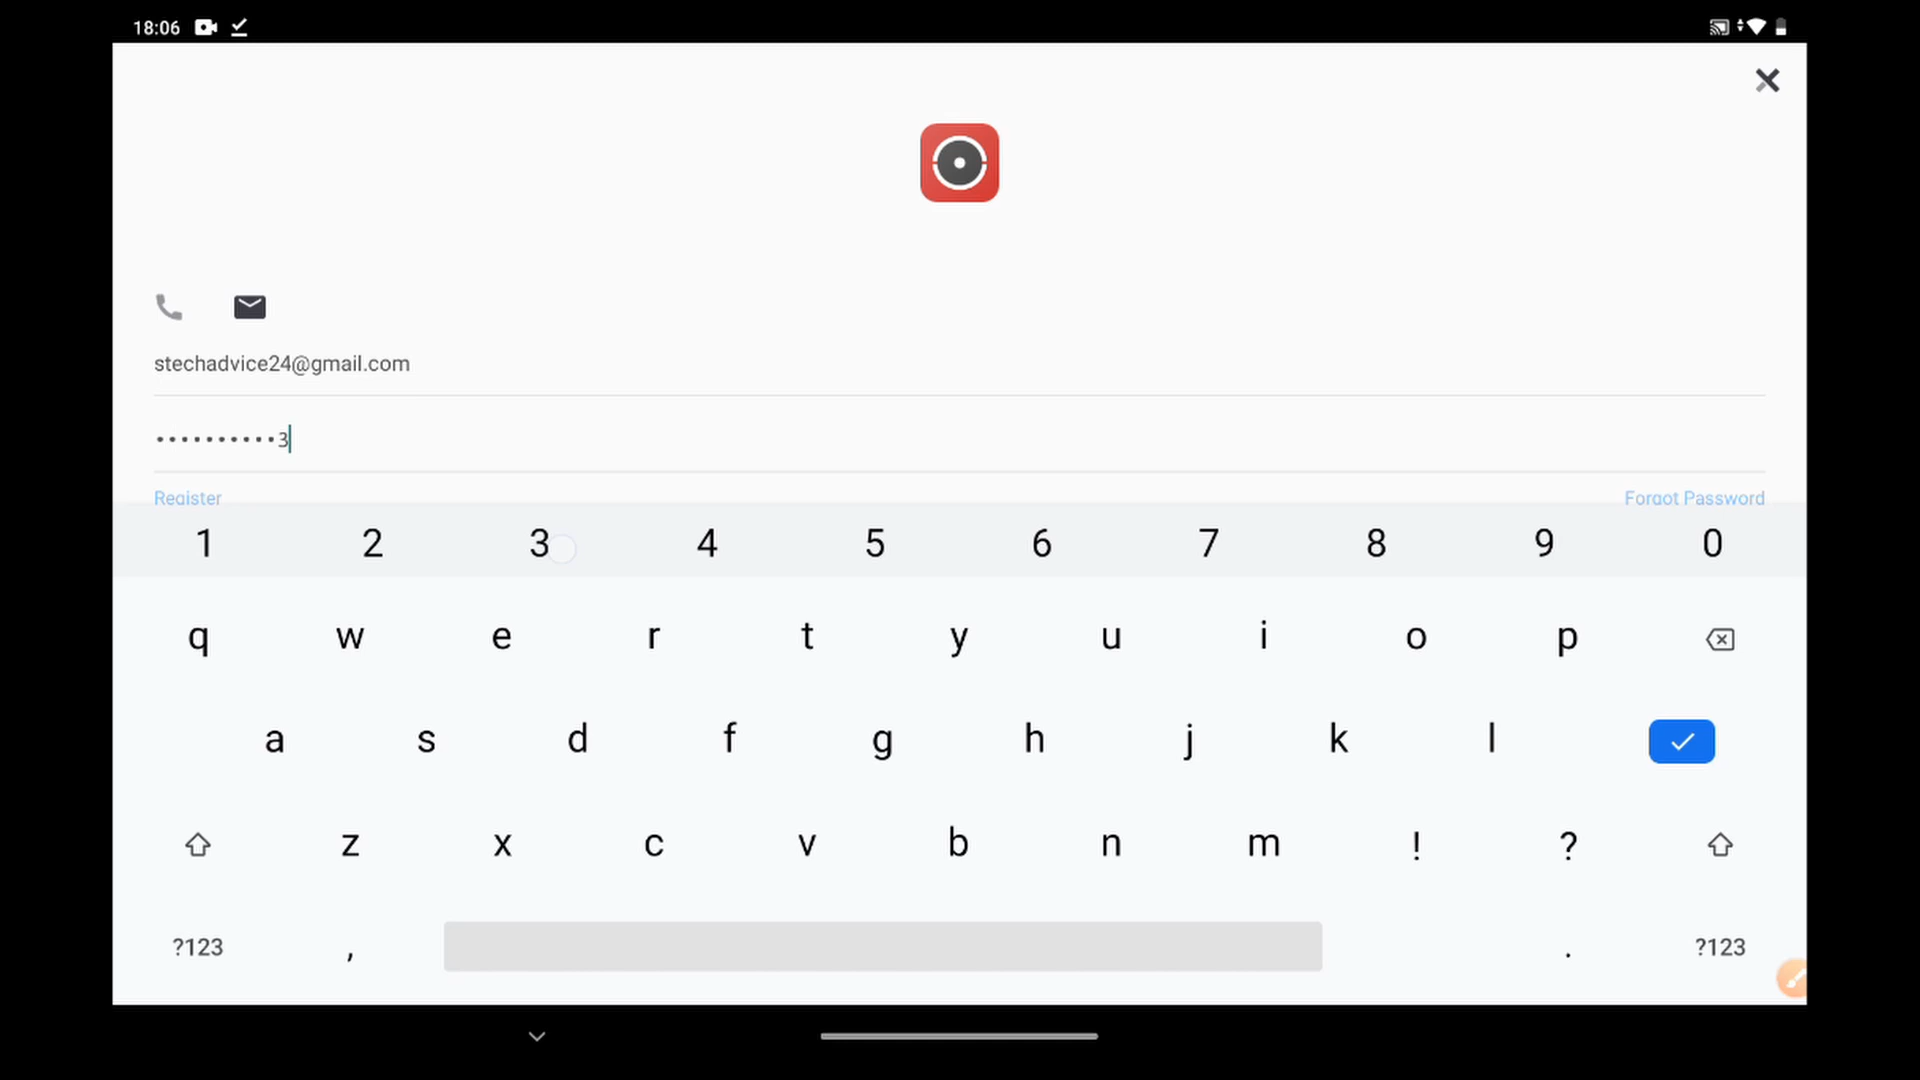 18:06
stechadvice24@gmail.com
••••••••••3
Register
Forgot Password
1 2 3 4 5 6 7 8 9 0
q w e r t y u i o p
a s d f g h j k l
z x c v b n m ! ?
?123 , . ?123